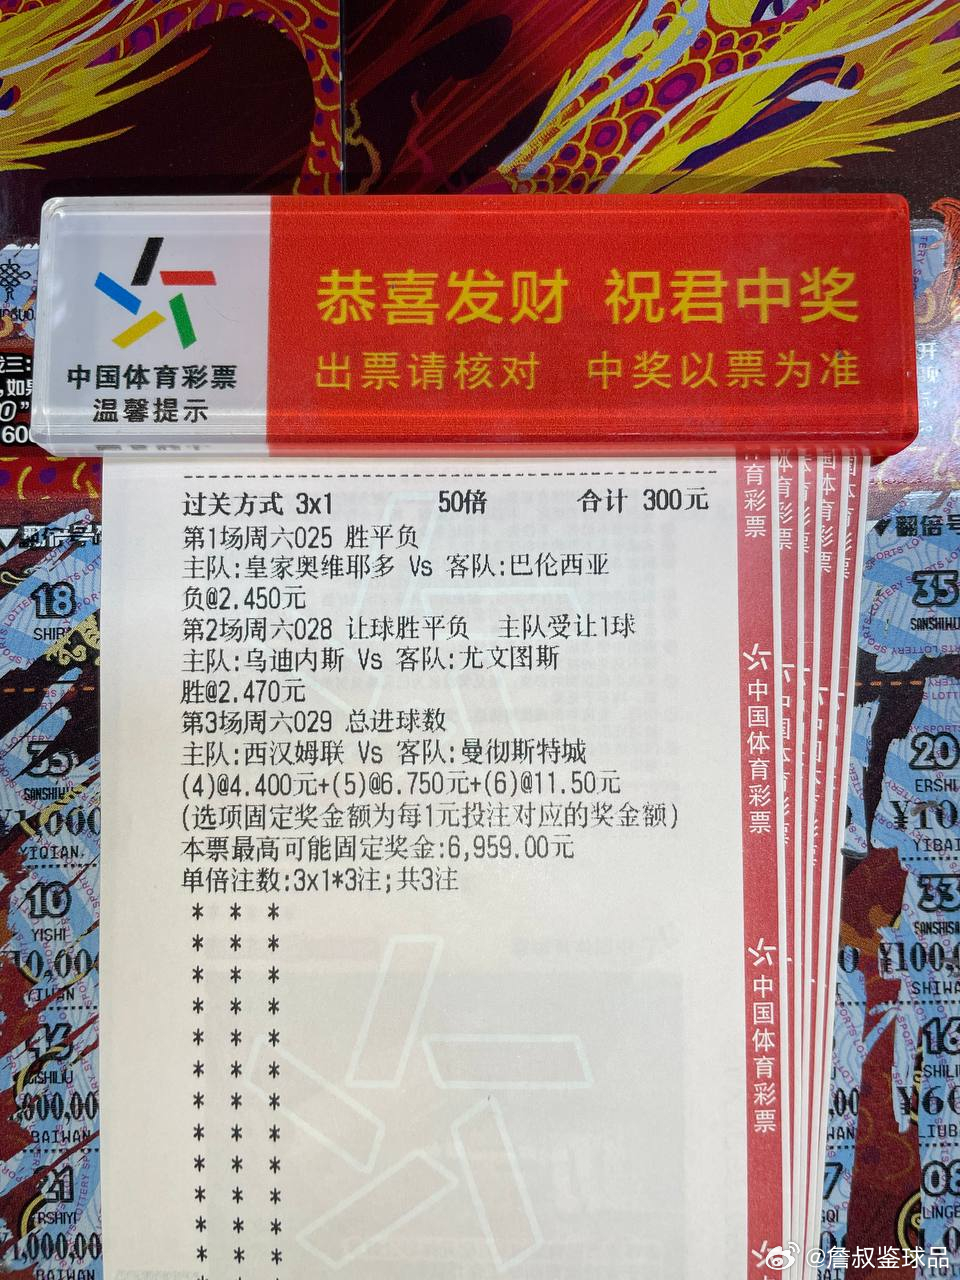 恭喜发财 祝君中奖
出票请核对 中奖以票为准
中国体育彩票
温馨提示
过关方式 3x1 50倍 合计 300元
第1场周六025 胜平负
主队:皇家奥维耶多 Vs 客队:巴伦西亚
负@2.450元
第2场周六028 让球胜平负 主队受让1球
主队:乌迪内斯 Vs 客队:尤文图斯
胜@2.470元
第3场周六029 总进球数
主队:西汉姆联 Vs 客队:曼彻斯特城
(4)@4.400元+(5)@6.750元+(6)@11.50元
(选项固定奖金额为每1元投注对应的奖金额)
本票最高可能固定奖金:6,959.00元
单倍注数:3x1*3注;共3注
* * *
* * *
* * *
* * *
* * *
* * *
* * *
* * *
* * *
* * *
* * *
* * *
育彩票
中国体育彩票
中国体育彩票
18
10
YISHI
21
35
20
33
16
@詹叔鉴球品